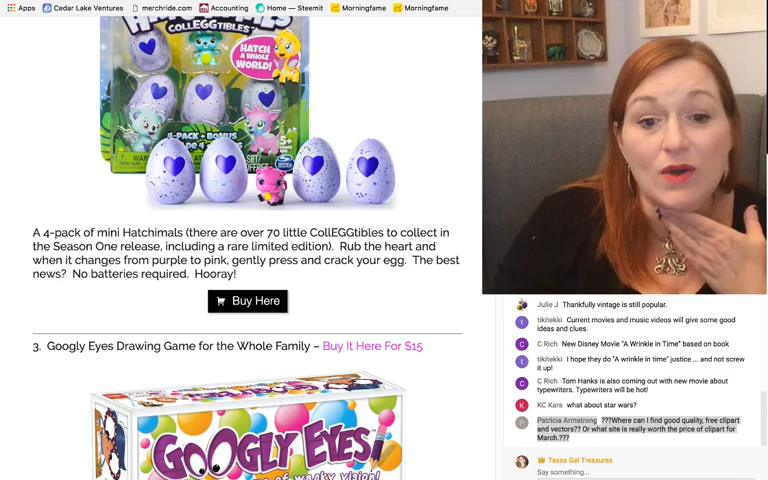 Apps
Cedar Lake Ventures
merchride.com
Accounting
Home — Steemit
Morningfame
Morningfame
COLLEGGTIBLES
HATCH
A WHOLE
WORLD!
4-PACK + BONUS
5+
A 4-pack of mini Hatchimals (there are over 70 little CollEGGtibles to collect in
the Season One release, including a rare limited edition). Rub the heart and
when it changes from purple to pink, gently press and crack your egg. The best
news? No batteries required. Hooray!
Buy Here
3. Googly Eyes Drawing Game for the Whole Family – Buy It Here For $15
GOOGLY EYES
of wacky vision!
Julie J Thankfully vintage is still popular.
tikitekki Current movies and music videos will give some good
ideas and clues.
C Rich New Disney Movie "A Wrinkle in Time" based on book
tikitekki I hope they do "A wrinkle in time" justice ... and not screw
it up!
C Rich Tom Hanks is also coming out with new movie about
typewriters. Typewriters will be hot!
KC Kara what about star wars?
Patricia Armstrong ???Where can I find good quality, free clipart
and vectors?? Or what site is really worth the price of clipart for
March.???
Texas Gal Treasures
Say something...